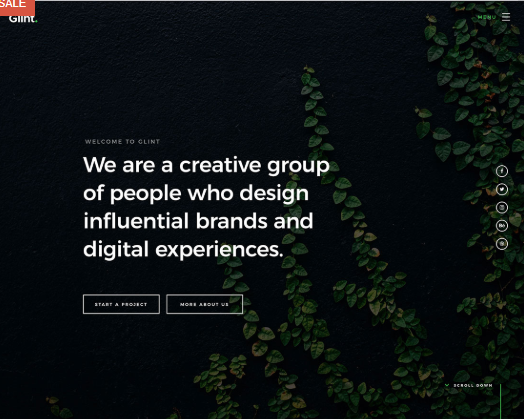 SALE
Glint.
MENU
WELCOME TO GLINT
We are a creative group
of people who design
influential brands and
digital experiences.
START A PROJECT
MORE ABOUT US
SCROLL DOWN